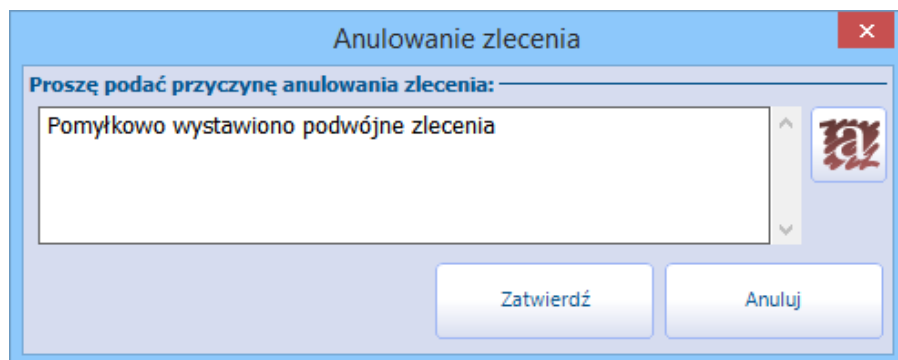 Anulowanie zlecenia
Proszę podać przyczynę anulowania zlecenia:
Pomyłkowo wystawiono podwójne zlecenia
a
Zatwierdź
Anuluj